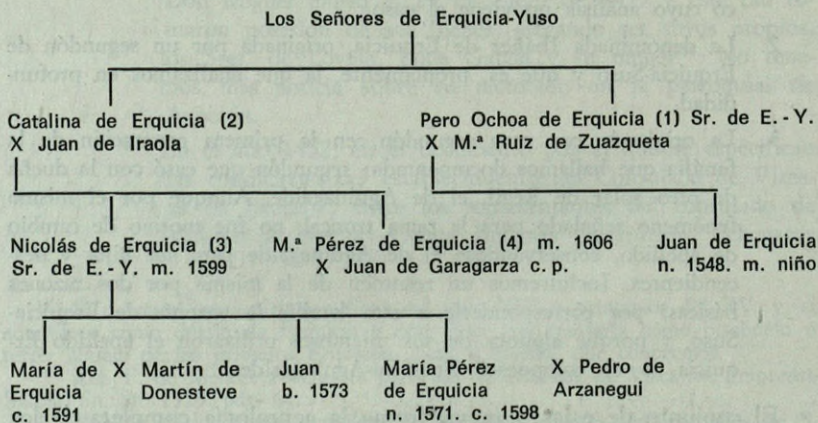 Los Señores de Erquicia-Yuso
Catalina de Erquicia (2)
X Juan de Iraola
Pero Ochoa de Erquicia (1) Sr. de E. - Y.
X M.ª Ruiz de Zuazqueta
Nicolás de Erquicia (3)
Sr. de E. - Y. m. 1599
M.ª Pérez de Erquicia (4) m. 1606
X Juan de Garagarza c. p.
Juan de Erquicia
n. 1548. m. niño
María de
Erquicia
c. 1591
X Martín de
Donesteve
Juan
b. 1573
María Pérez
de Erquicia
n. 1571. c. 1598
X Pedro de
Arzanegui